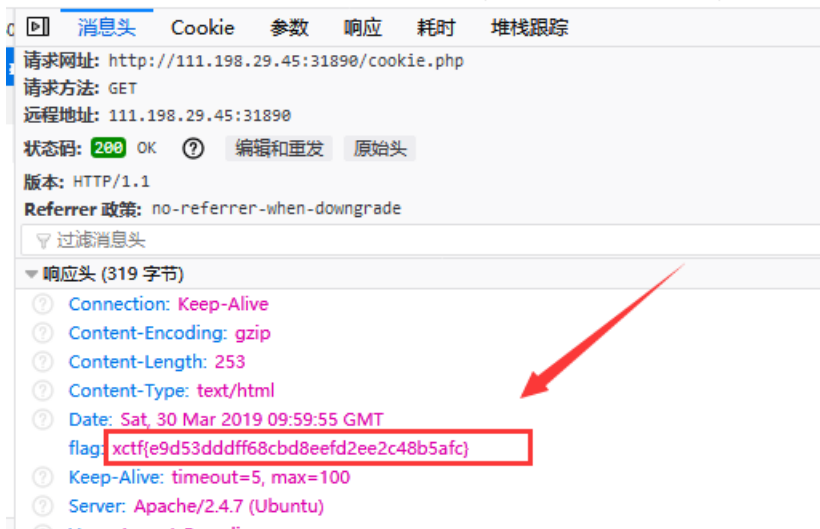 消息头 Cookie 参数 响应 耗时 堆栈跟踪
请求网址: http://111.198.29.45:31890/cookie.php
请求方法: GET
远程地址: 111.198.29.45:31890
状态码: 200 OK 编辑和重发 原始头
版本: HTTP/1.1
Referrer 政策: no-referrer-when-downgrade
过滤消息头
响应头 (319 字节)
Connection: Keep-Alive
Content-Encoding: gzip
Content-Length: 253
Content-Type: text/html
Date: Sat, 30 Mar 2019 09:59:55 GMT
flag: xctf{e9d53dddff68cbd8eefd2ee2c48b5afc}
Keep-Alive: timeout=5, max=100
Server: Apache/2.4.7 (Ubuntu)